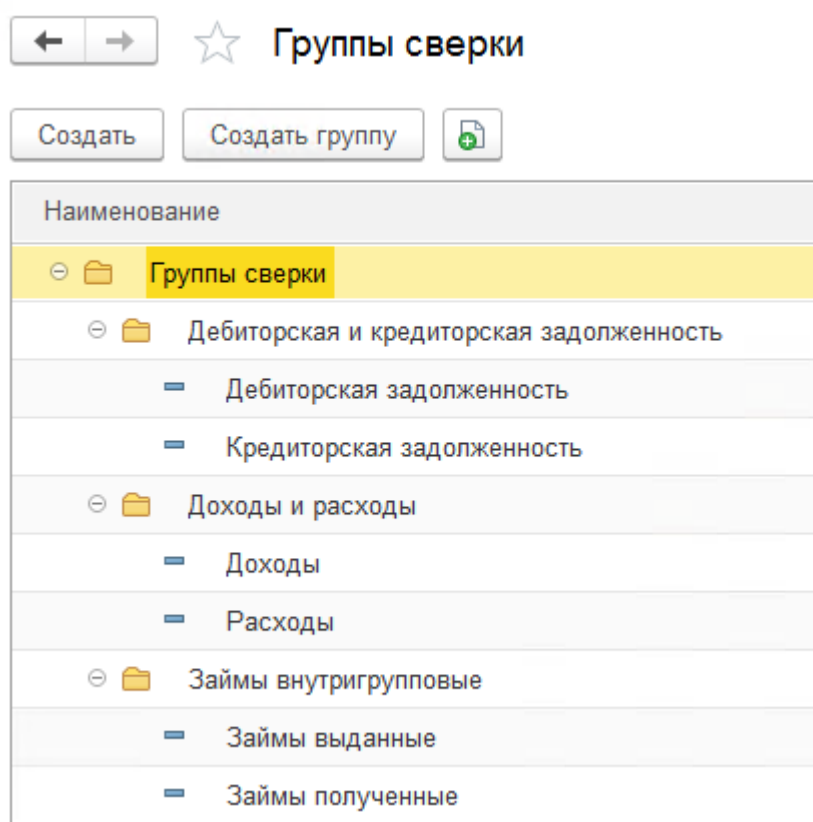 Группы сверки
Создать Создать группу
Наименование
Группы сверки
Дебиторская и кредиторская задолженность
Дебиторская задолженность
Кредиторская задолженность
Доходы и расходы
Доходы
Расходы
Займы внутригрупповые
Займы выданные
Займы полученные